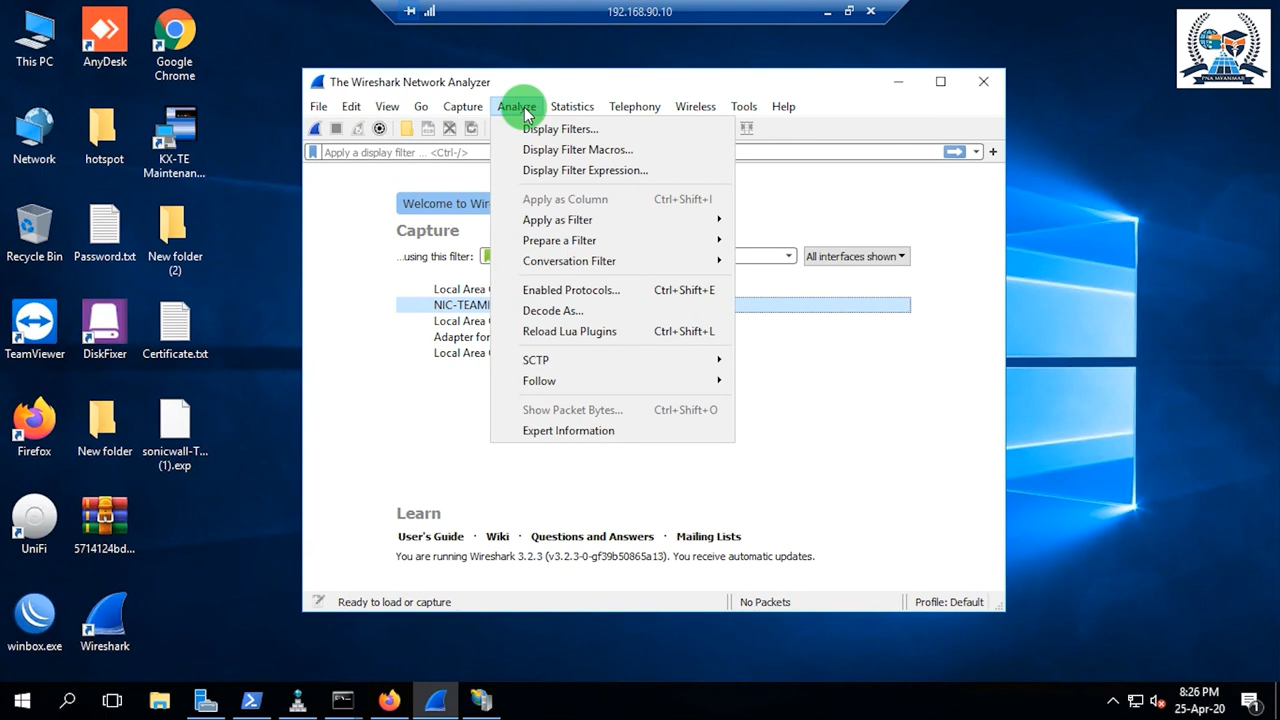 192.168.90.10
This PC
AnyDesk
Google
Chrome
Network
hotspot
KX-TE
Maintenan...
Recycle Bin
Password.txt
New folder
(2)
TeamViewer
DiskFixer
Certificate.txt
Firefox
New folder
sonicwall-T...
(1).exp
UniFi
5714124bd...
winbox.exe
Wireshark
PNA MYANMAR
The Wireshark Network Analyzer
File Edit View Go Capture Analyze Statistics Telephony Wireless Tools Help
Apply a display filter ... <Ctrl-/>
Display Filters...
Display Filter Macros...
Display Filter Expression...
Apply as Column Ctrl+Shift+I
Apply as Filter
Prepare a Filter
Conversation Filter
Enabled Protocols... Ctrl+Shift+E
Decode As...
Reload Lua Plugins Ctrl+Shift+L
SCTP
Follow
Show Packet Bytes... Ctrl+Shift+O
Expert Information
Welcome to Wir
Capture
...using this filter:
All interfaces shown
Local Area
NIC-TEAMI
Local Area
Adapter for
Local Area
Learn
User's Guide · Wiki · Questions and Answers · Mailing Lists
You are running Wireshark 3.2.3 (v3.2.3-0-gf39b50865a13). You receive automatic updates.
Ready to load or capture
No Packets
Profile: Default
8:26 PM
25-Apr-20
1